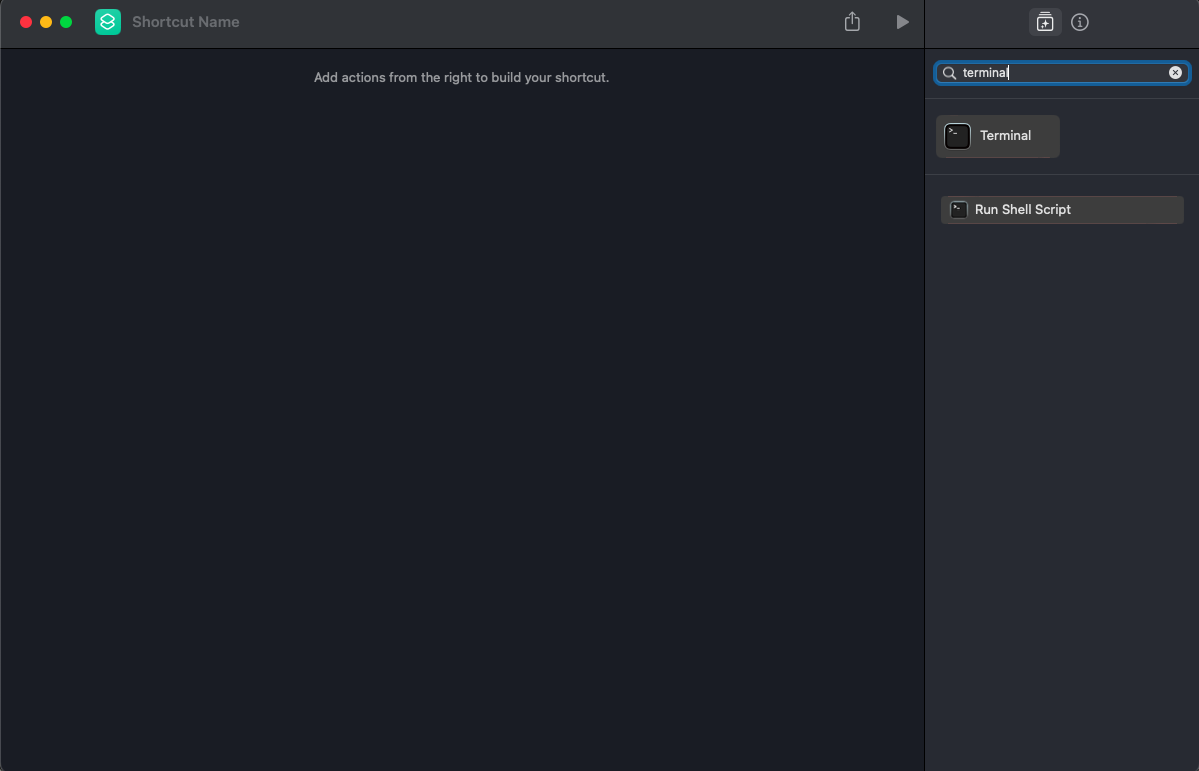 Shortcut Name
Add actions from the right to build your shortcut.
terminal
Terminal
Run Shell Script